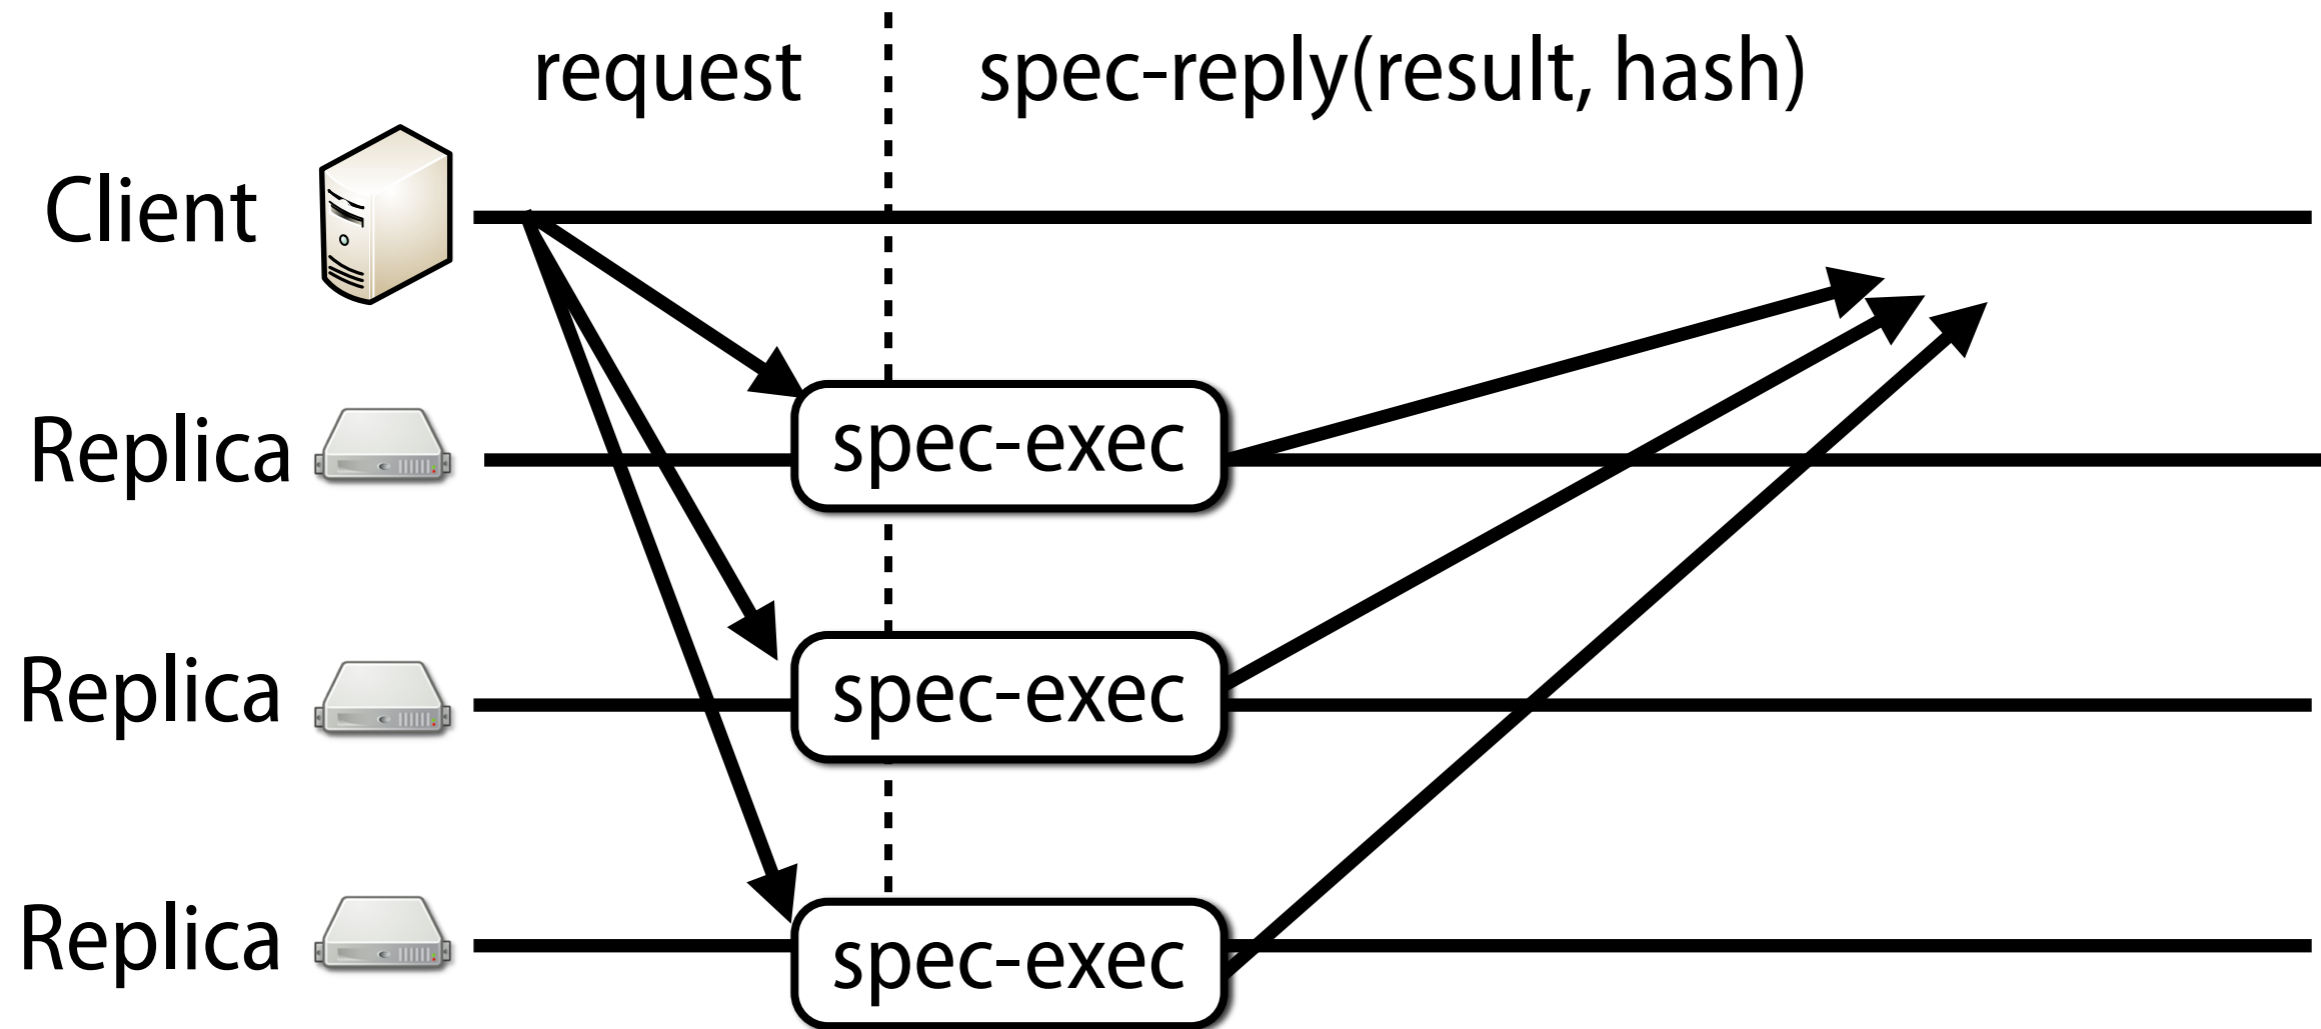 request
spec-reply(result, hash)
Client
Replica
spec-exec
Replica
spec-exec
Replica
spec-exec